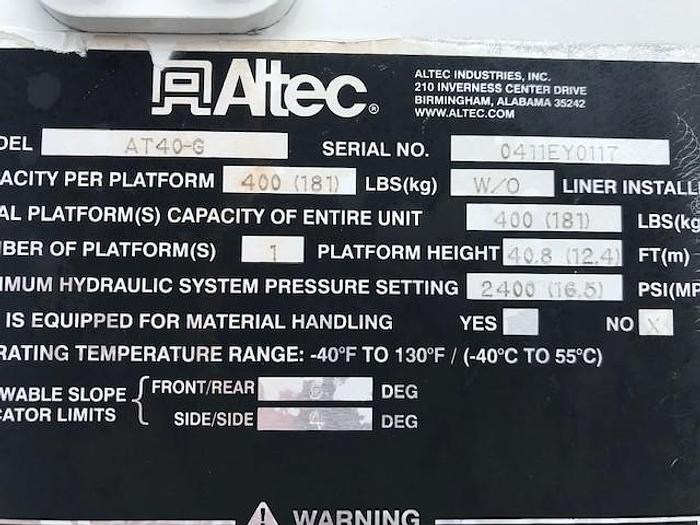 Altec®
ALTEC INDUSTRIES, INC.
210 INVERNESS CENTER DRIVE
BIRMINGHAM, ALABAMA 35242
WWW.ALTEC.COM
DEL AT40-G SERIAL NO. 0411EY0117
ACITY PER PLATFORM 400 (181) LBS(kg) W/O LINER INSTALLE
AL PLATFORM(S) CAPACITY OF ENTIRE UNIT 400 (181) LBS(kg
MBER OF PLATFORM(S) 1 PLATFORM HEIGHT 40.8 (12.4) FT(m)
IMUM HYDRAULIC SYSTEM PRESSURE SETTING 2400 (16.5) PSI(MP
IS EQUIPPED FOR MATERIAL HANDLING YES NO X
RATING TEMPERATURE RANGE: -40°F TO 130°F / (-40°C TO 55°C)
WABLE SLOPE
CATOR LIMITS
FRONT/REAR DEG
SIDE/SIDE 4 DEG
WARNING